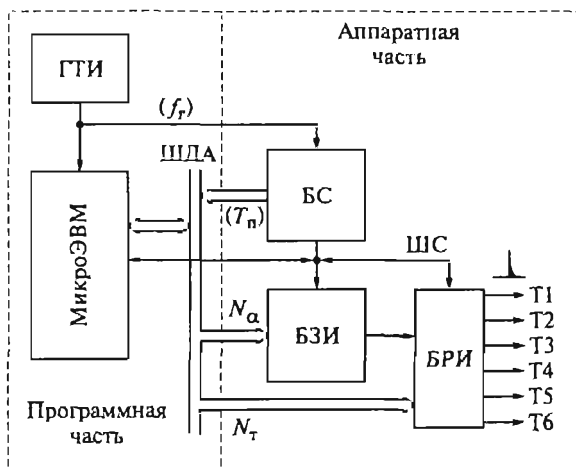 Аппаратная
часть
ГТИ
(fг)
ШДА
МикроЭВМ
БС
(Tп)
ШС
Nα
БЗИ
БРИ
T1
T2
T3
T4
T5
T6
Программная
часть
Nт